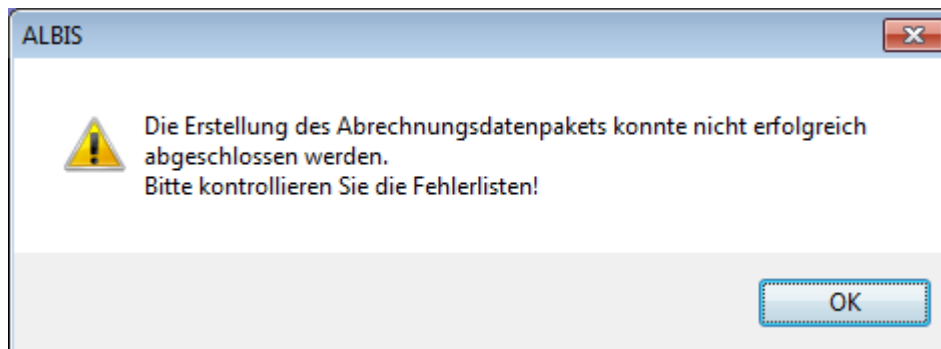 ALBIS
Die Erstellung des Abrechnungsdatenpakets konnte nicht erfolgreich
abgeschlossen werden.
Bitte kontrollieren Sie die Fehlerlisten!
OK